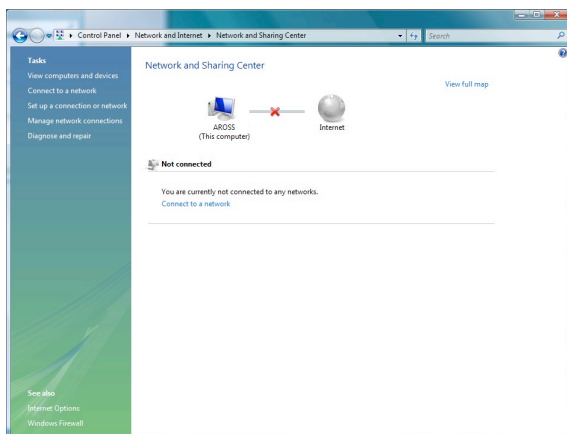 Control Panel ▸ Network and Internet ▸ Network and Sharing Center
Search
Tasks
View computers and devices
Connect to a network
Set up a connection or network
Manage network connections
Diagnose and repair
Network and Sharing Center
View full map
AROSS
(This computer)
Internet
Not connected
You are currently not connected to any networks.
Connect to a network
See also
Internet Options
Windows Firewall